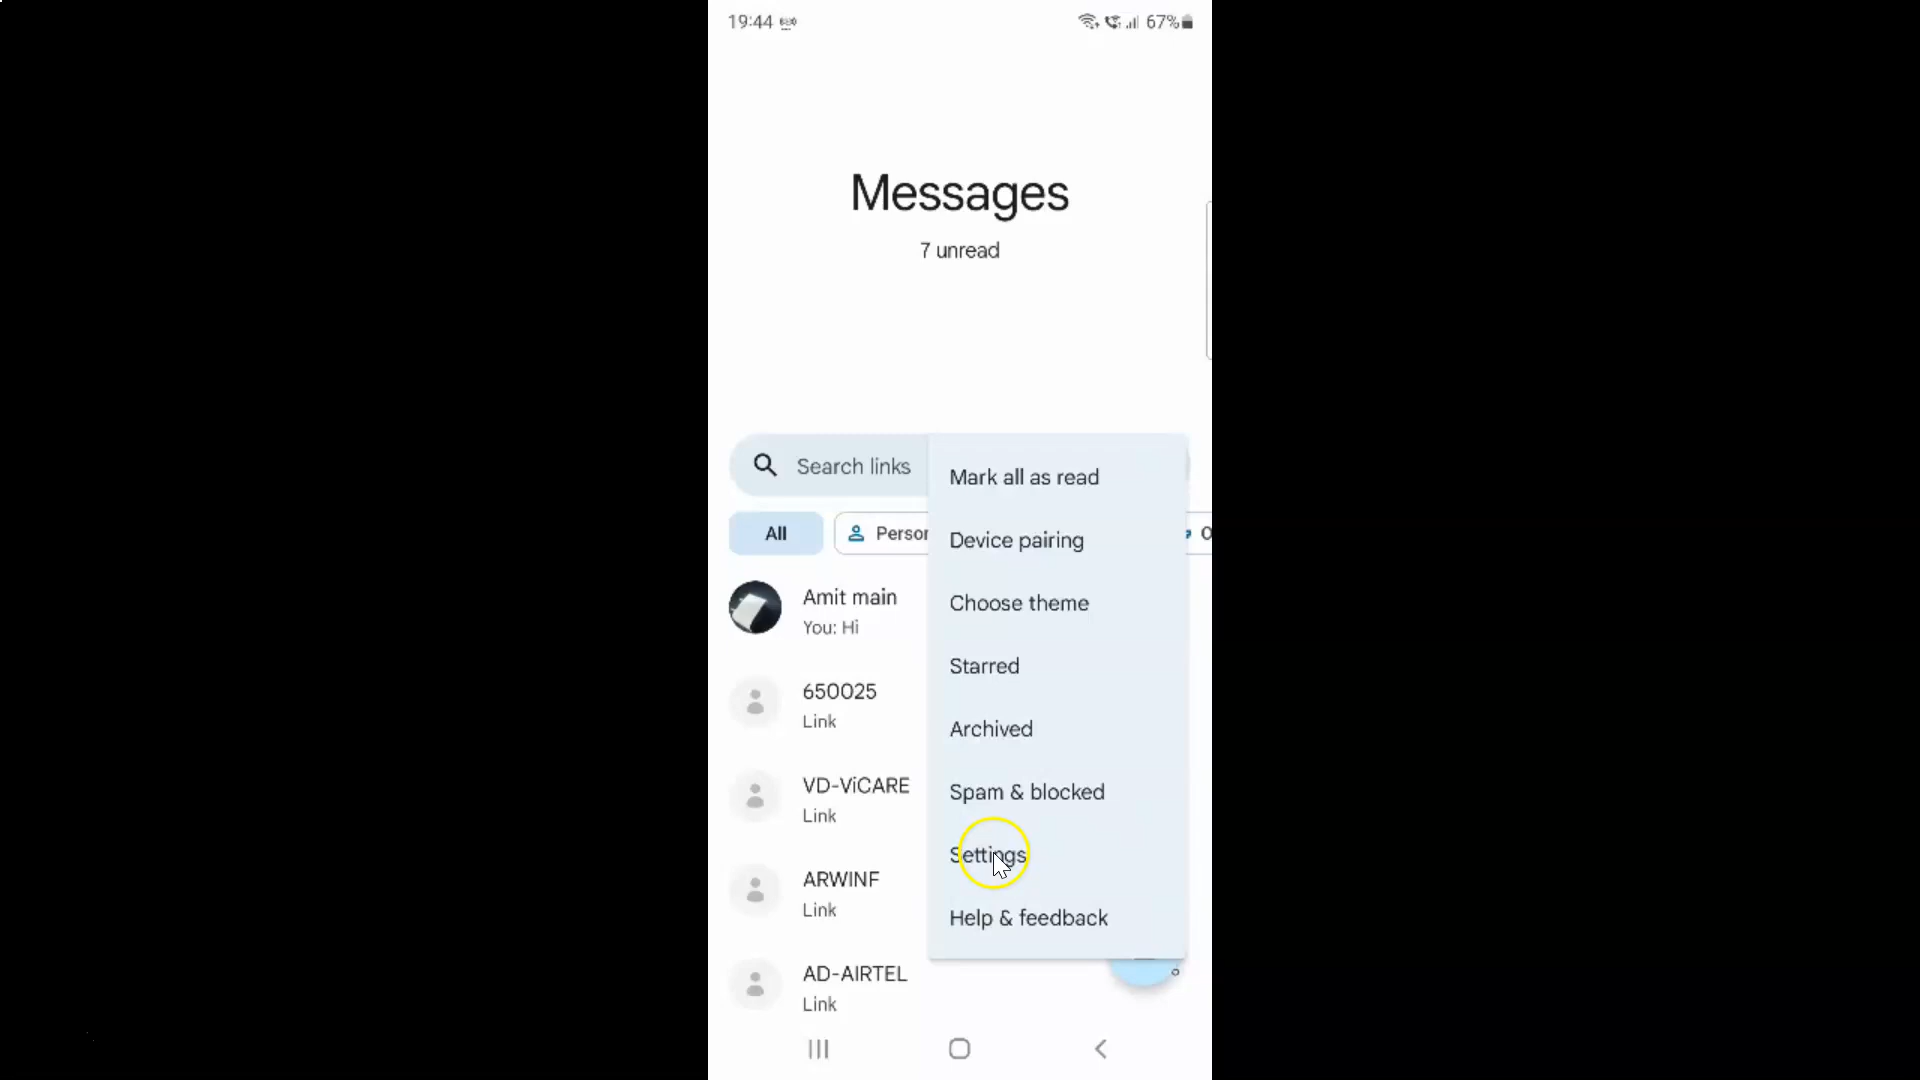 19:44
67%
Messages
7 unread
Search links
Mark all as read
All
Perso
Device pairing
Choose theme
Amit main
You: Hi
Starred
650025
Link
Archived
VD-ViCARE
Link
Spam & blocked
Settings
ARWINF
Link
Help & feedback
AD-AIRTEL
Link